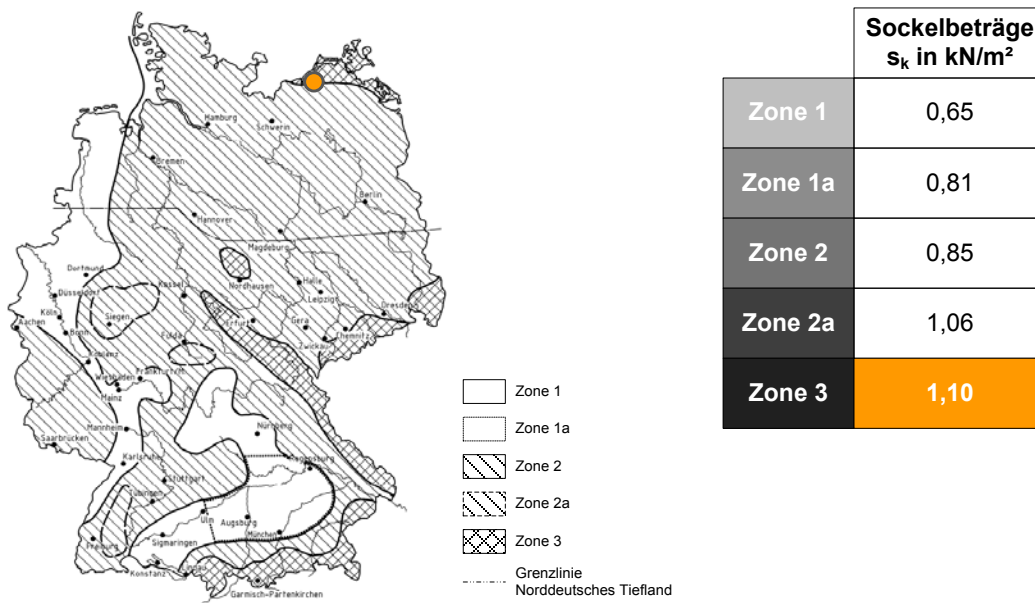 Hamburg
Schwerin
Bremen
Berlin
Hannover
Magdeburg
Dortmund
Düsseldorf
Kassel
Nordhausen
Halle
Leipzig
Dresden
Köln
Siegen
Erfurt
Gera
Aachen
Bonn
Fulda
Chemnitz
Zwickau
Koblenz
Wiesbaden
Frankfurt/M
Mainz
Mannheim
Nürnberg
Saarbrücken
Karlsruhe
Regensburg
Stuttgart
Tübingen
Ulm
Augsburg
München
Freiburg
Sigmaringen
Konstanz
Lindau
Garmisch-Partenkirchen
Zone 1
Zone 1a
Zone 2
Zone 2a
Zone 3
Grenzlinie
Norddeutsches Tiefland
Sockelbeträge
sₖ in kN/m²
Zone 1 0,65
Zone 1a 0,81
Zone 2 0,85
Zone 2a 1,06
Zone 3 1,10